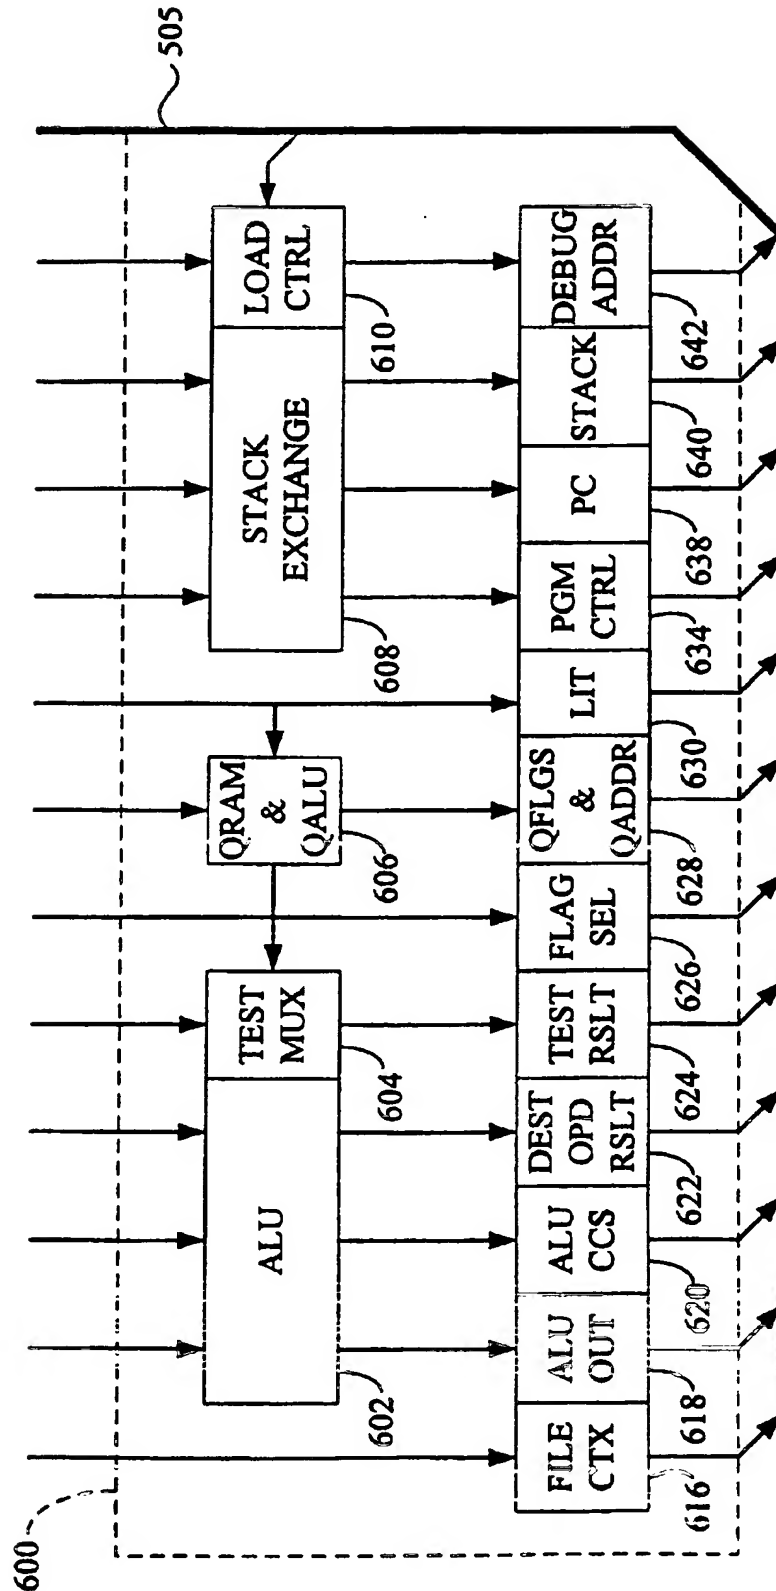 600
505
ALU
602
TEST
MUX
604
QRAM
&
QALU
606
STACK
EXCHANGE
608
LOAD
CTRL
610
FILE
CTX
616
ALU
OUT
618
ALU
CCS
620
DEST
OPD
RSLT
622
TEST
RSLT
624
FLAG
SEL
626
QFLGS
&
QADDR
628
LIT
630
PGM
CTRL
634
PC
638
STACK
640
DEBUG
ADDR
642